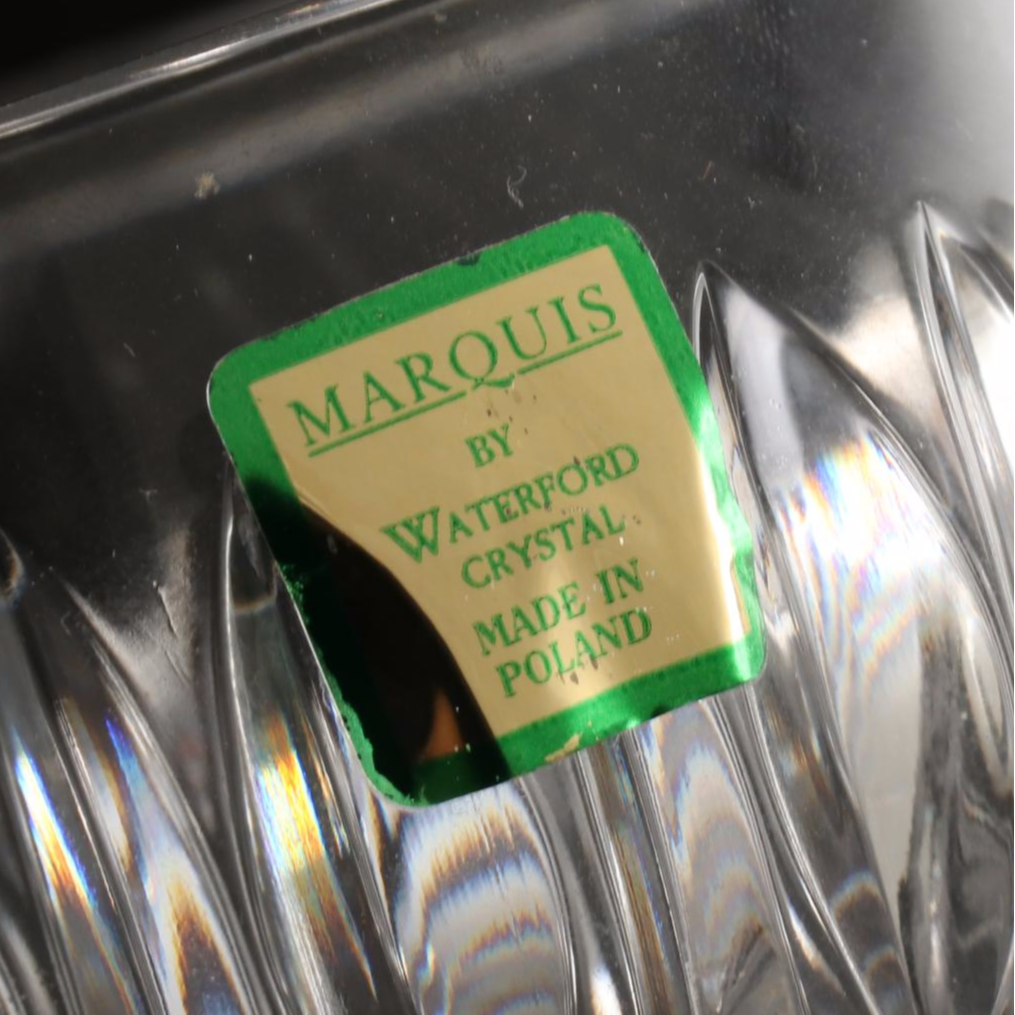 MARQUIS
BY
WATERFORD
CRYSTAL
MADE IN
POLAND